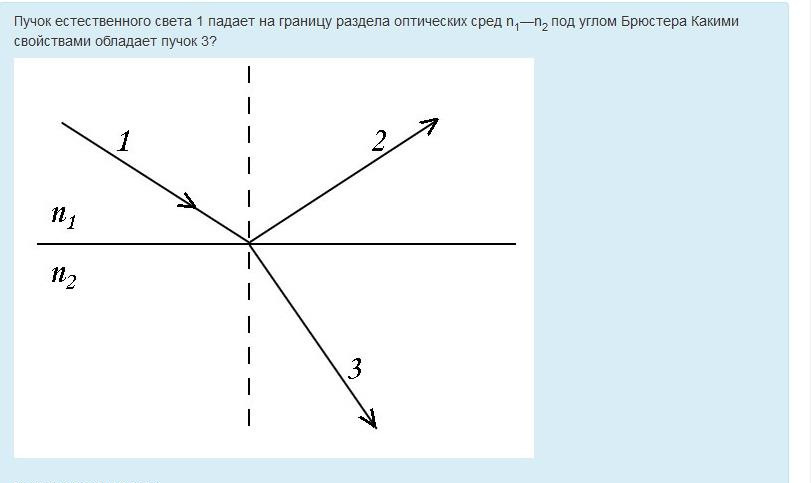 Пучок естественного света 1 падает на границу раздела оптических сред n₁—n₂ под углом Брюстера Какими
свойствами обладает пучок 3?
1
2
n₁
n₂
3